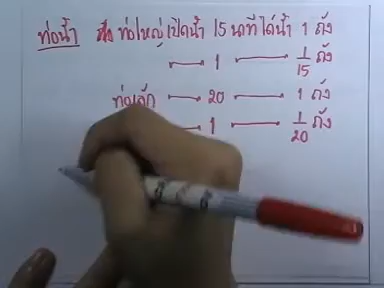 ท่อน้ำ ท่อใหญ่เปิดน้ำ 15 นาทีได้น้ำ 1 ถัง
1 1/15 ถัง
ท่อเล็ก 20 1 ถัง
1 1/20 ถัง